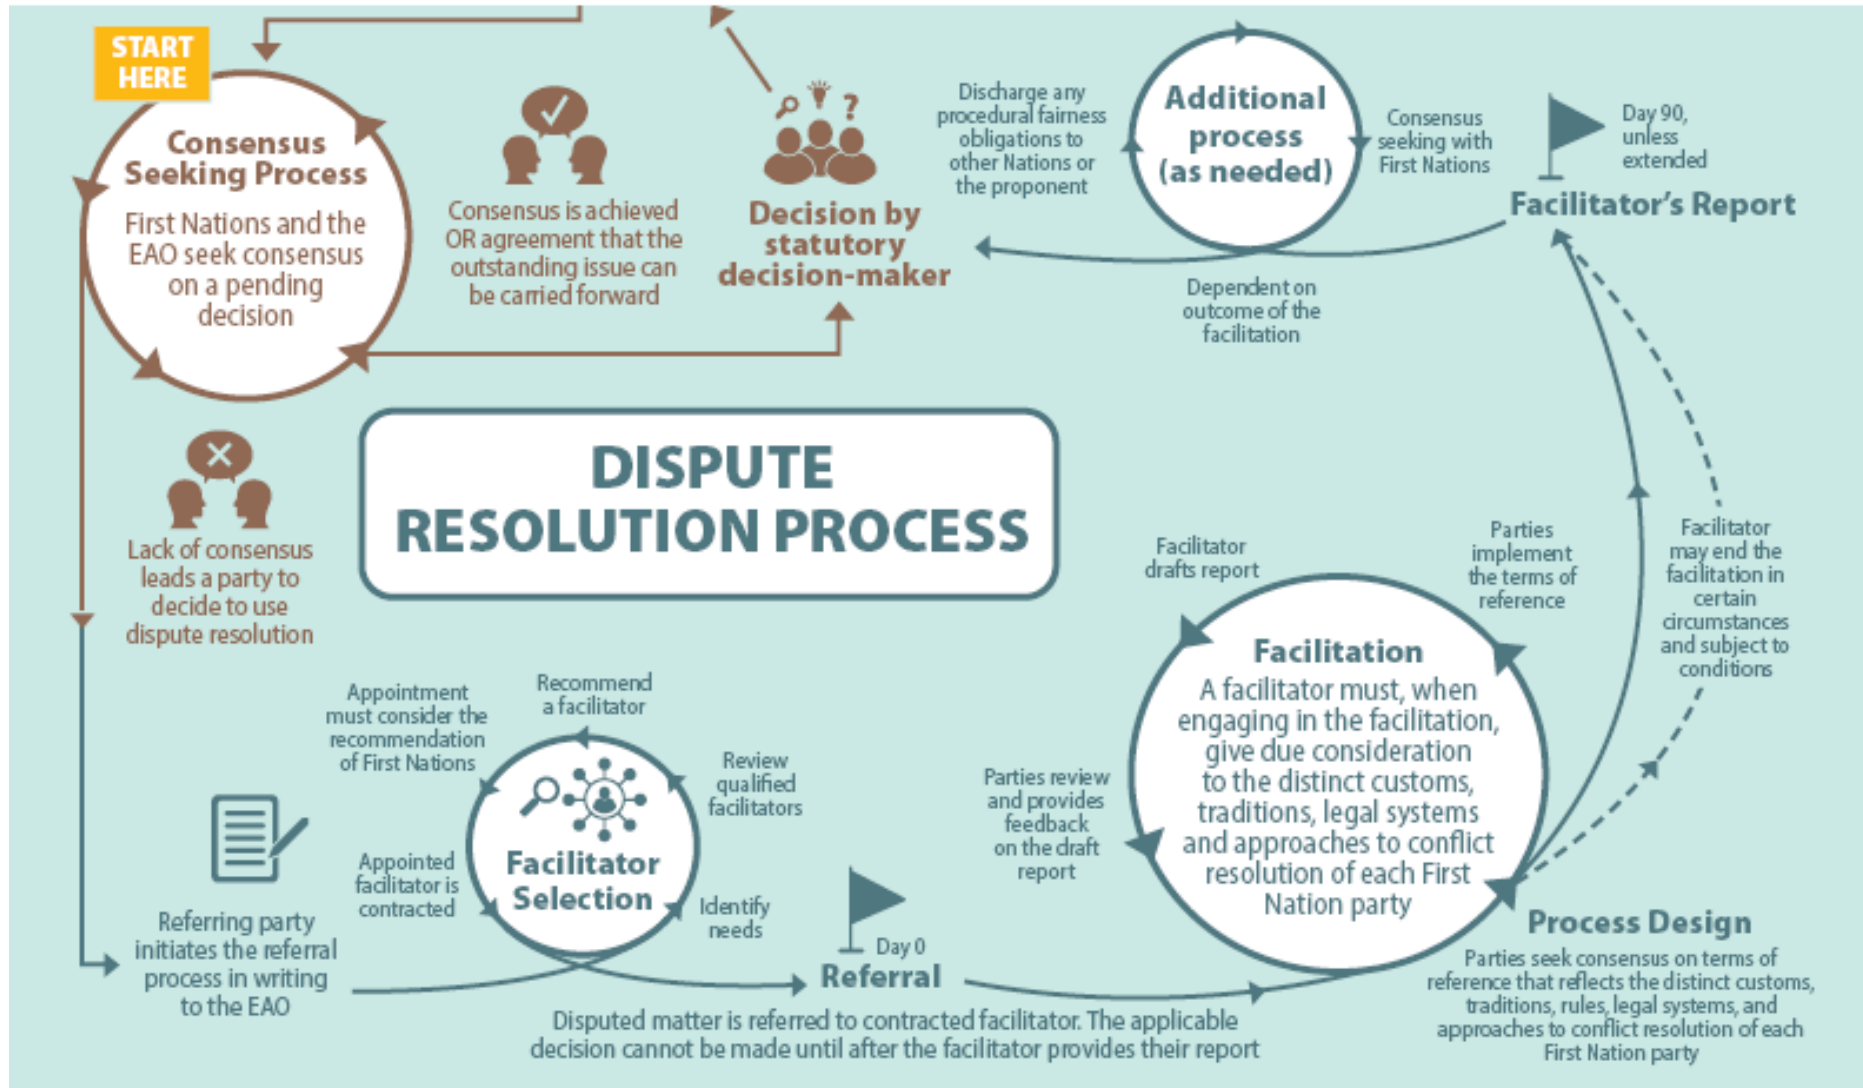 START
HERE
Consensus
Seeking Process
First Nations and the
EAO seek consensus
on a pending
decision
Consensus is achieved
OR agreement that the
outstanding issue can
be carried forward
?
Decision by
statutory
decision-maker
Discharge any
procedural fairness
obligations to
other Nations or
the proponent
Additional
process
(as needed)
Consensus
seeking with
First Nations
Day 90,
unless
extended
Facilitator's Report
Dependent on
outcome of the
facilitation
DISPUTE
RESOLUTION PROCESS
Lack of consensus
leads a party to
decide to use
dispute resolution
Referring party
initiates the referral
process in writing
to the EAO
Facilitator
Selection
Identify
needs
Review
qualified
facilitators
Recommend
a facilitator
Appointment
must consider the
recommendation
of First Nations
Appointed
facilitator is
contracted
Day 0
Referral
Disputed matter is referred to contracted facilitator. The applicable
decision cannot be made until after the facilitator provides their report
Facilitation
A facilitator must, when
engaging in the facilitation,
give due consideration
to the distinct customs,
traditions, legal systems
and approaches to conflict
resolution of each First
Nation party
Process Design
Parties seek consensus on terms of
reference that reflects the distinct customs,
traditions, rules, legal systems, and
approaches to conflict resolution of each
First Nation party
Parties
implement
the terms of
reference
Facilitator
drafts report
Parties review
and provides
feedback
on the draft
report
Facilitator
may end the
facilitation in
certain
circumstances
and subject to
conditions